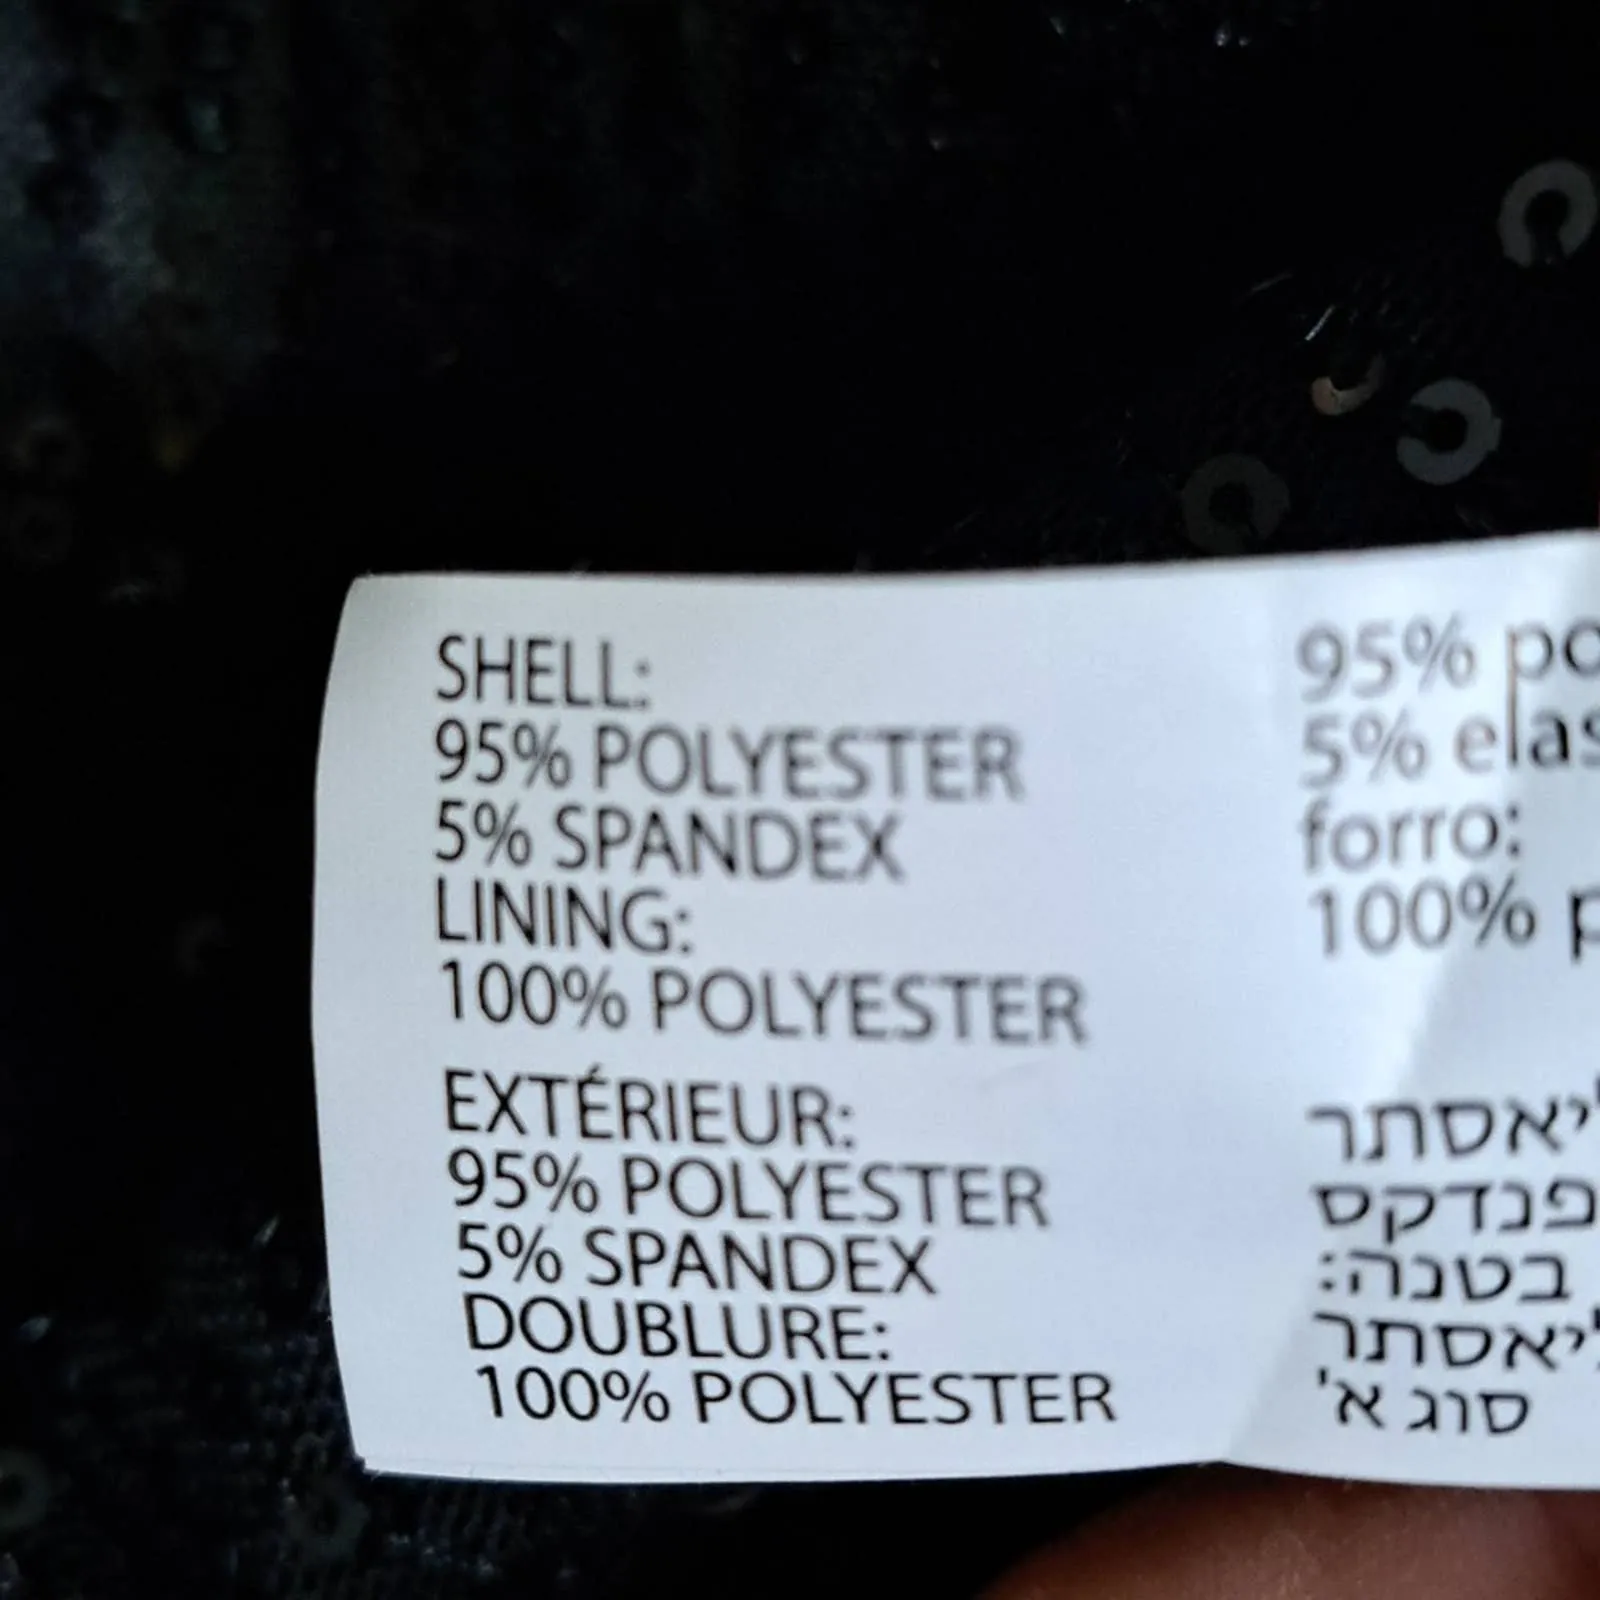 SHELL:
95% POLYESTER
5% SPANDEX
LINING:
100% POLYESTER
EXTÉRIEUR:
95% POLYESTER
5% SPANDEX
DOUBLURE:
100% POLYESTER
95%
5%
forro:
100%
בטנה:
סוג א'